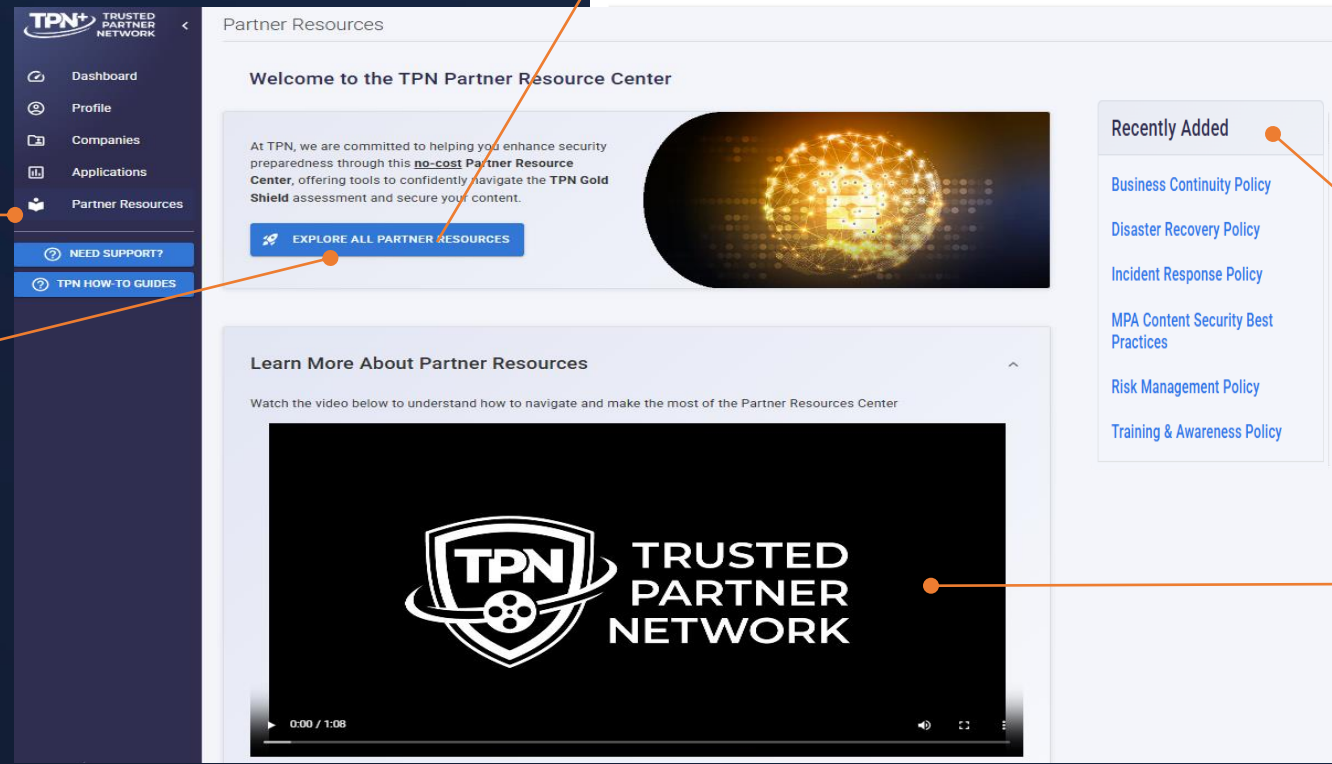 TPN+ TRUSTED
PARTNER
NETWORK
Dashboard
Profile
Companies
Applications
Partner Resources
NEED SUPPORT?
TPN HOW-TO GUIDES
Partner Resources
Welcome to the TPN Partner Resource Center
At TPN, we are committed to helping you enhance security
preparedness through this no-cost Partner Resource
Center, offering tools to confidently navigate the TPN Gold
Shield assessment and secure your content.
EXPLORE ALL PARTNER RESOURCES
Learn More About Partner Resources
Watch the video below to understand how to navigate and make the most of the Partner Resources Center
TPN
TRUSTED
PARTNER
NETWORK
0:00 / 1:08
Recently Added
Business Continuity Policy
Disaster Recovery Policy
Incident Response Policy
MPA Content Security Best
Practices
Risk Management Policy
Training & Awareness Policy